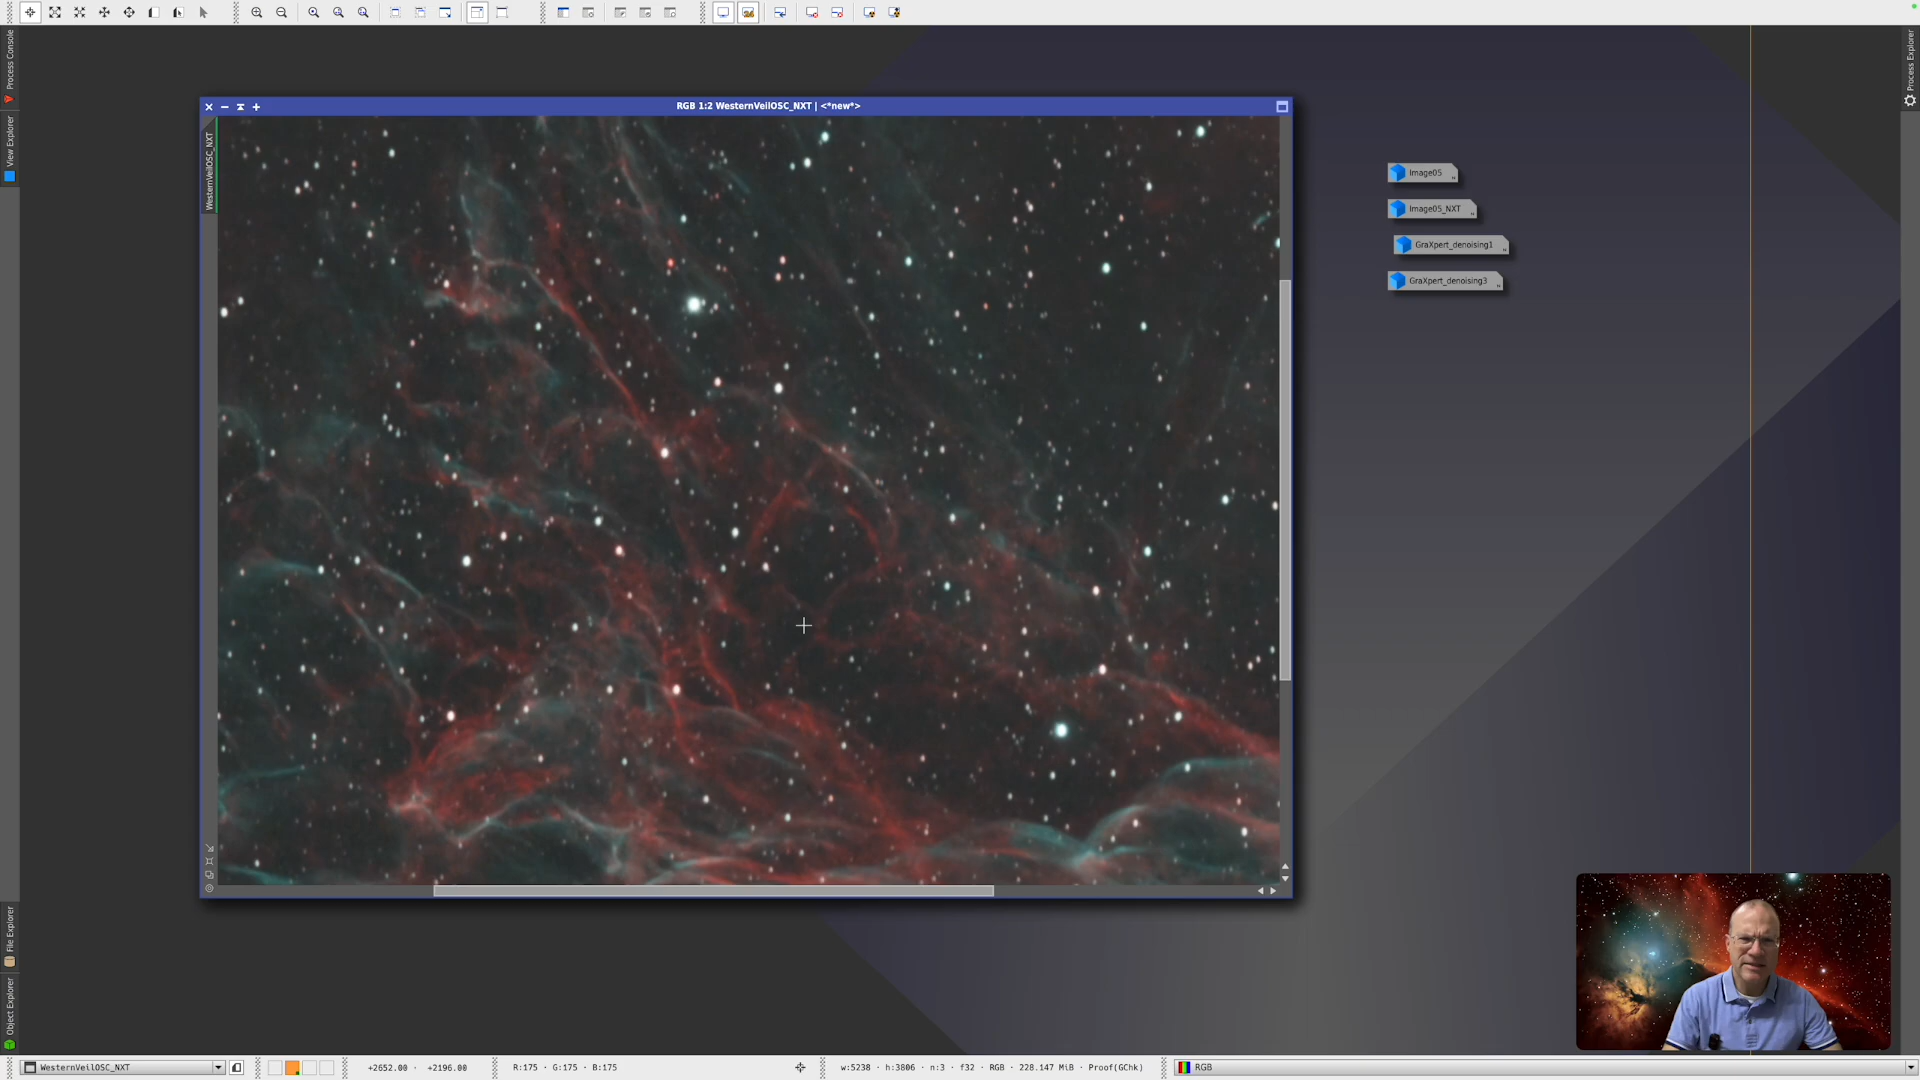 Process Console
View Explorer
File Explorer
Object Explorer
Process Explorer
RGB 1:2 WesternVeilOSC_NXT | <*new*>
WesternVeilOSC_NXT
Image05
Image05_NXT
GraXpert_denoising1
GraXpert_denoising3
WesternVeilOSC_NXT
+2652.00 · +2196.00
R:175 · G:175 · B:175
w:5238 · h:3806 · n:3 · f32 · RGB · 228.147 MiB · Proof(GChk)
RGB